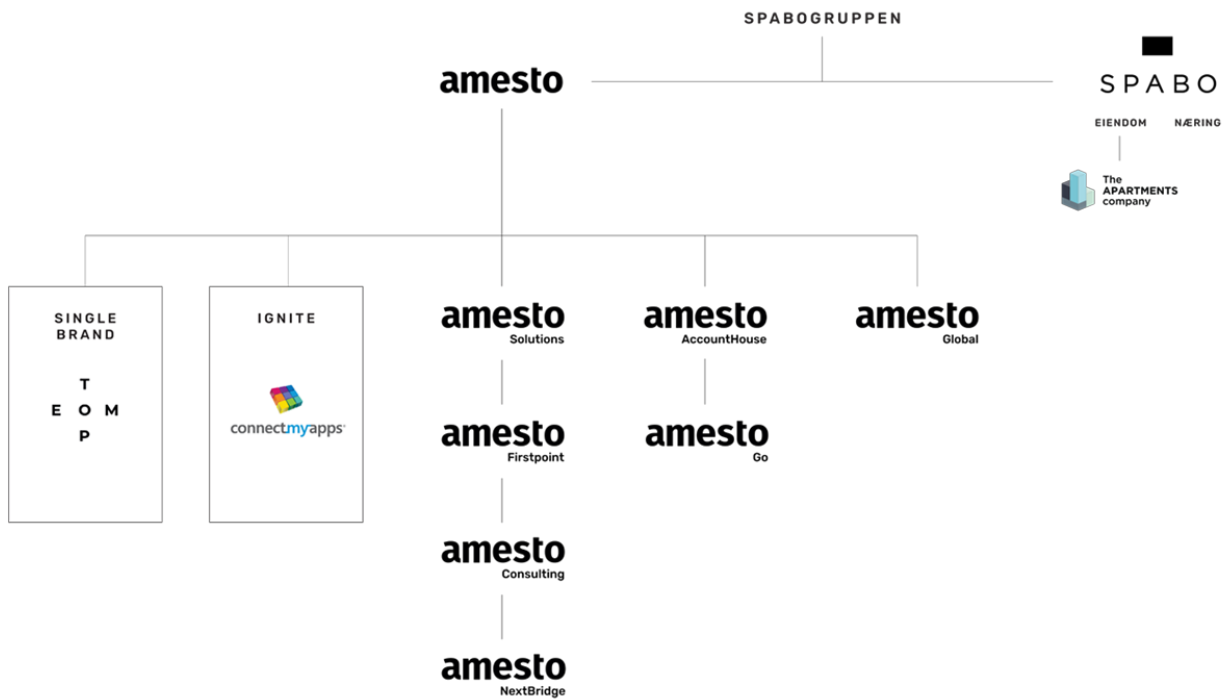 SPABOGRUPPEN
amesto
SPABO
EIENDOM NÆRING
The
APARTMENTS
company
SINGLE
BRAND
T
E O M
P
IGNITE
connectmyapps
amesto
Solutions
amesto
AccountHouse
amesto
Global
amesto
Firstpoint
amesto
Go
amesto
Consulting
amesto
NextBridge